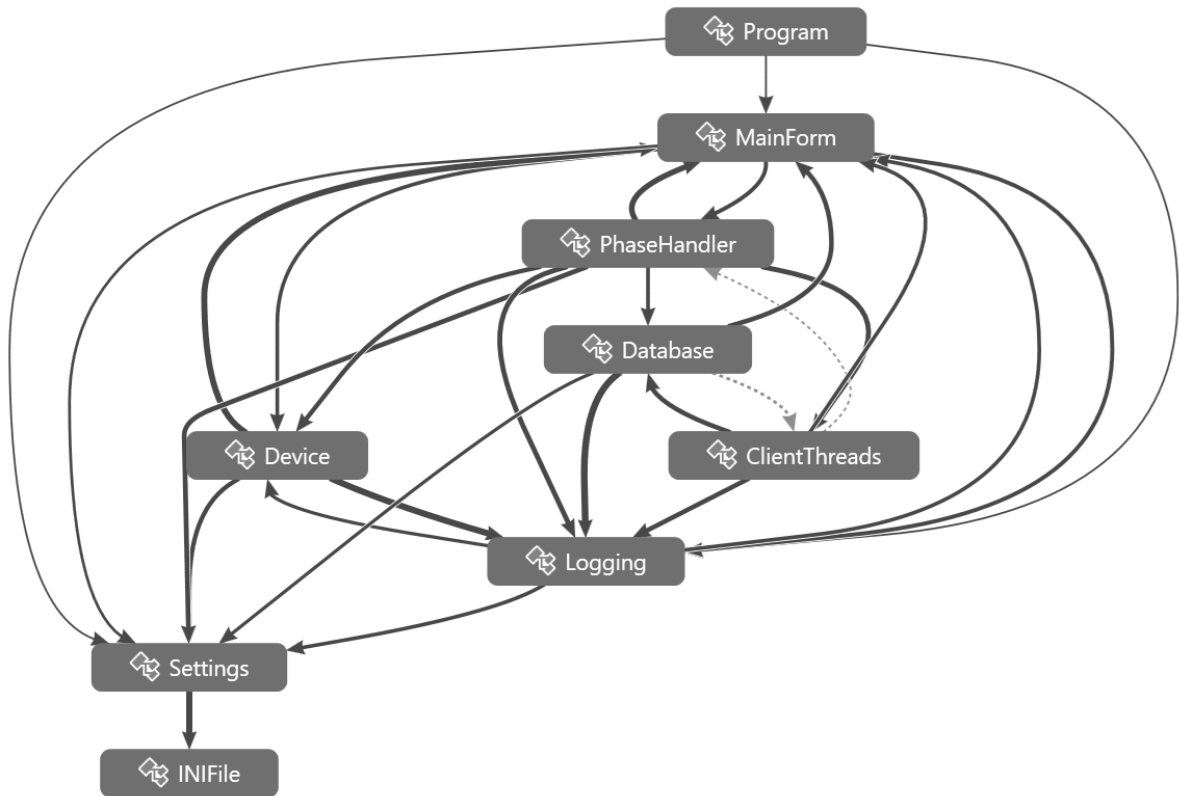 Program
MainForm
PhaseHandler
Database
Device
ClientThreads
Logging
Settings
INIFile